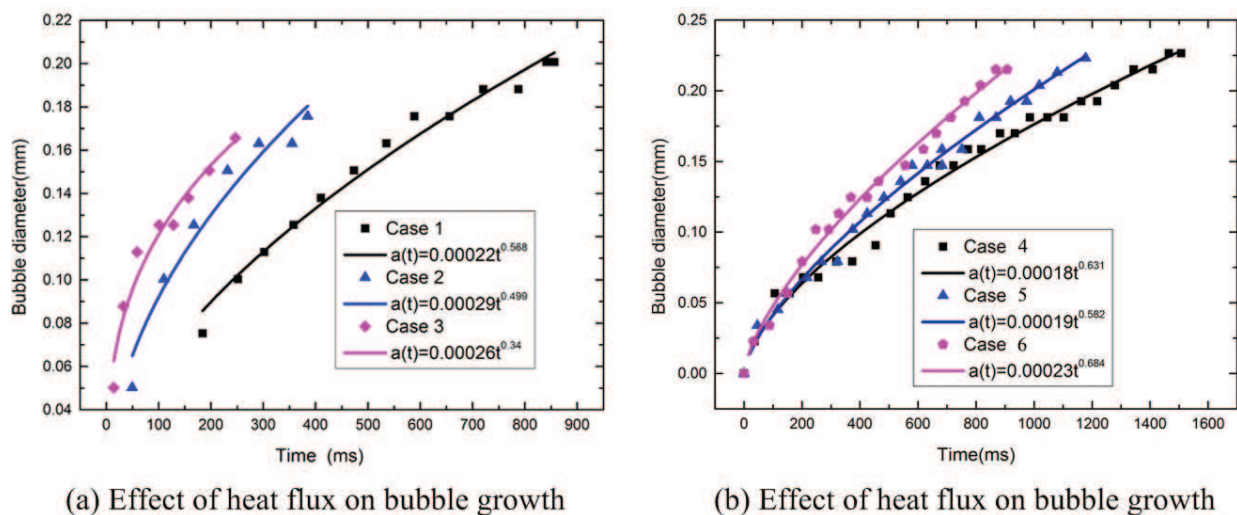 0.22
0.20
0.18
0.16
0.14
0.12
0.10
0.08
0.06
0.04
Bubble diameter(mm)
Case 1
a(t)=0.00022t^0.568
Case 2
a(t)=0.00029t^0.499
Case 3
a(t)=0.00026t^0.34
0 100 200 300 400 500 600 700 800 900
Time (ms)
(a) Effect of heat flux on bubble growth
0.25
0.20
0.15
0.10
0.05
0.00
Bubble diameter(mm)
Case 4
a(t)=0.00018t^0.631
Case 5
a(t)=0.00019t^0.582
Case 6
a(t)=0.00023t^0.684
0 200 400 600 800 1000 1200 1400 1600
Time(ms)
(b) Effect of heat flux on bubble growth